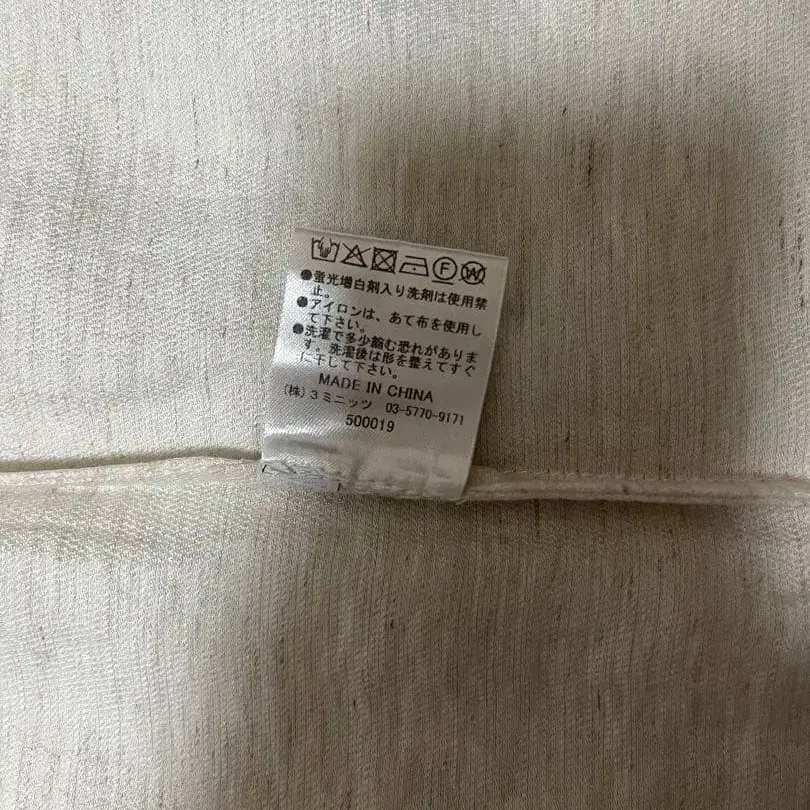 F W
●蛍光増白剤入り洗剤は使用禁
止。
●アイロンは、あて布を使用し
て下さい。
●洗濯で多少縮む恐れがありま
す。洗濯後は形を整えてすぐ
に干して下さい。
MADE IN CHINA
(株)3ミニッツ 03-5770-9171
500019